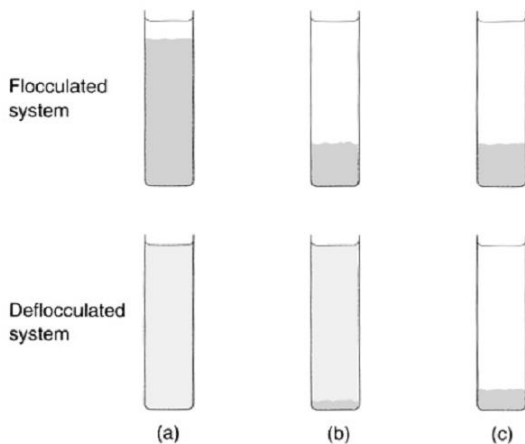 Flocculated
system
Deflocculated
system
(a)
(b)
(c)